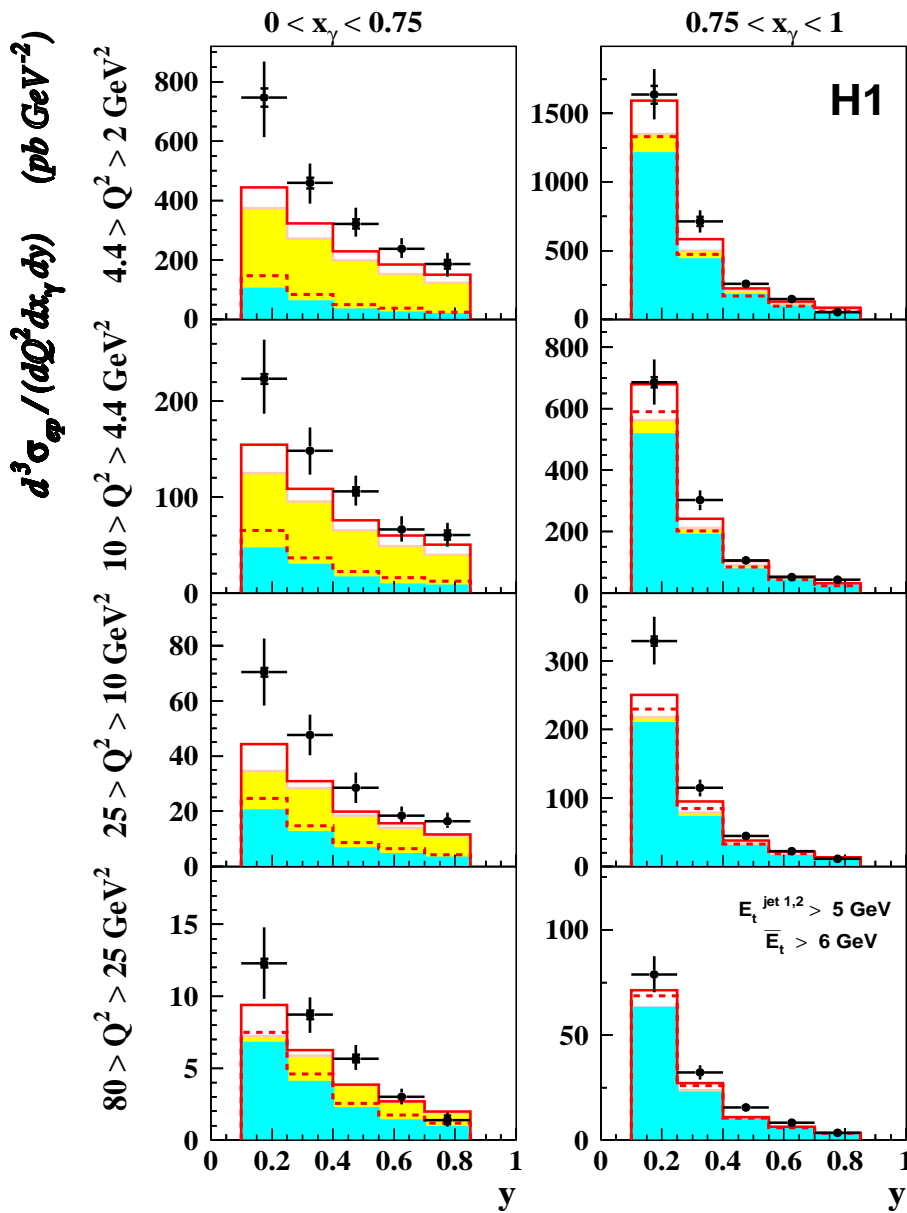 0 < xγ < 0.75
0.75 < xγ < 1
d³σep / (dQ²dxγdy) (pb GeV⁻²)
4.4 > Q² > 2 GeV²
800
600
400
200
0
H1
1500
1000
500
0
10 > Q² > 4.4 GeV²
200
100
0
800
600
400
200
0
25 > Q² > 10 GeV²
80
60
40
20
0
300
200
100
0
80 > Q² > 25 GeV²
15
10
5
0
Et jet 1,2 > 5 GeV
E̅t > 6 GeV
100
50
0
0 0.2 0.4 0.6 0.8 1
0 0.2 0.4 0.6 0.8 1
y
y